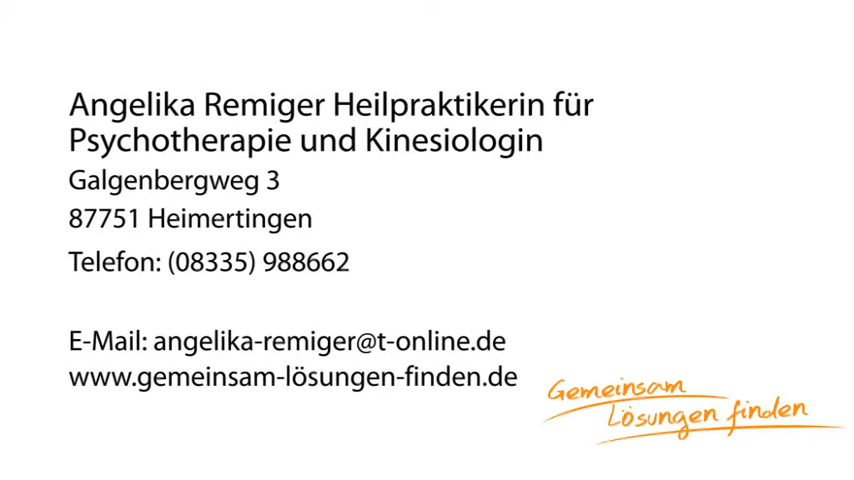 Angelika Remiger Heilpraktikerin für
Psychotherapie und Kinesiologin
Galgenbergweg 3
87751 Heimertingen
Telefon: (08335) 988662
E-Mail: angelika-remiger@t-online.de
www.gemeinsam-lösungen-finden.de
Gemeinsam
Lösungen finden